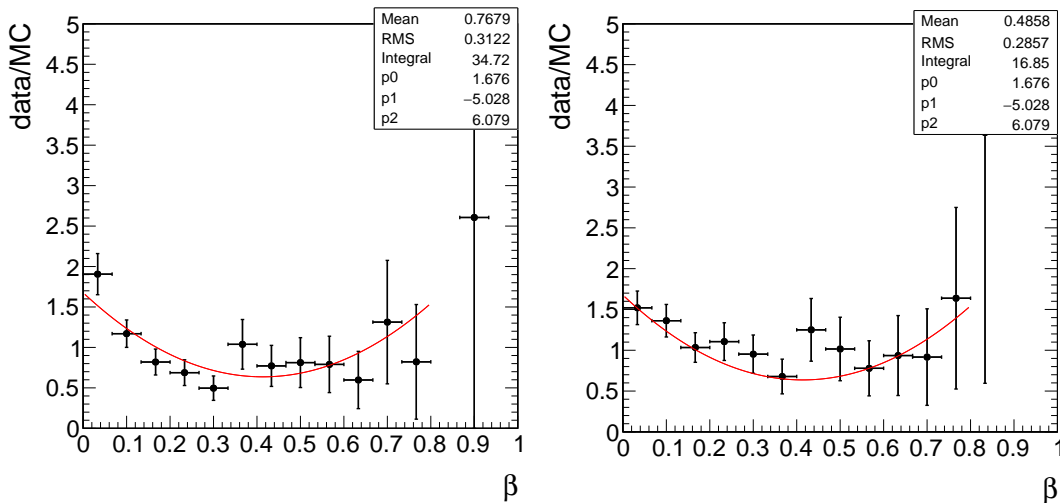 data/MC
5
4.5
4
3.5
3
2.5
2
1.5
1
0.5
0
0 0.1 0.2 0.3 0.4 0.5 0.6 0.7 0.8 0.9 1
β
Mean 0.7679
RMS 0.3122
Integral 34.72
p0 1.676
p1 −5.028
p2 6.079
data/MC
5
4.5
4
3.5
3
2.5
2
1.5
1
0.5
0
0 0.1 0.2 0.3 0.4 0.5 0.6 0.7 0.8 0.9 1
β
Mean 0.4858
RMS 0.2857
Integral 16.85
p0 1.676
p1 −5.028
p2 6.079